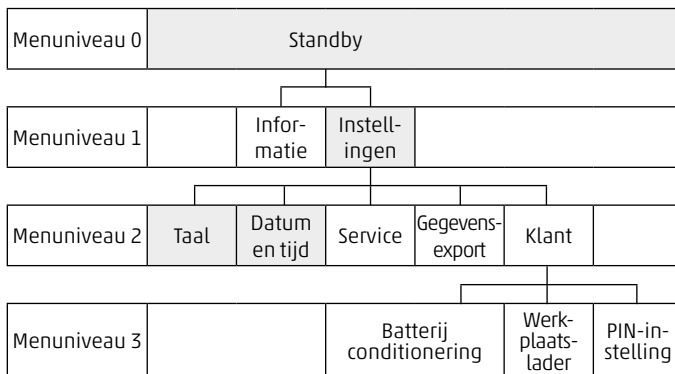 Menuniveau 0
Standby
Menuniveau 1
Infor-
matie
Instell-
ingen
Menuniveau 2
Taal
Datum
en tijd
Service
Gegevens-
export
Klant
Menuniveau 3
Batterij
conditionering
Werk-
plaats-
lader
PIN-in-
stelling